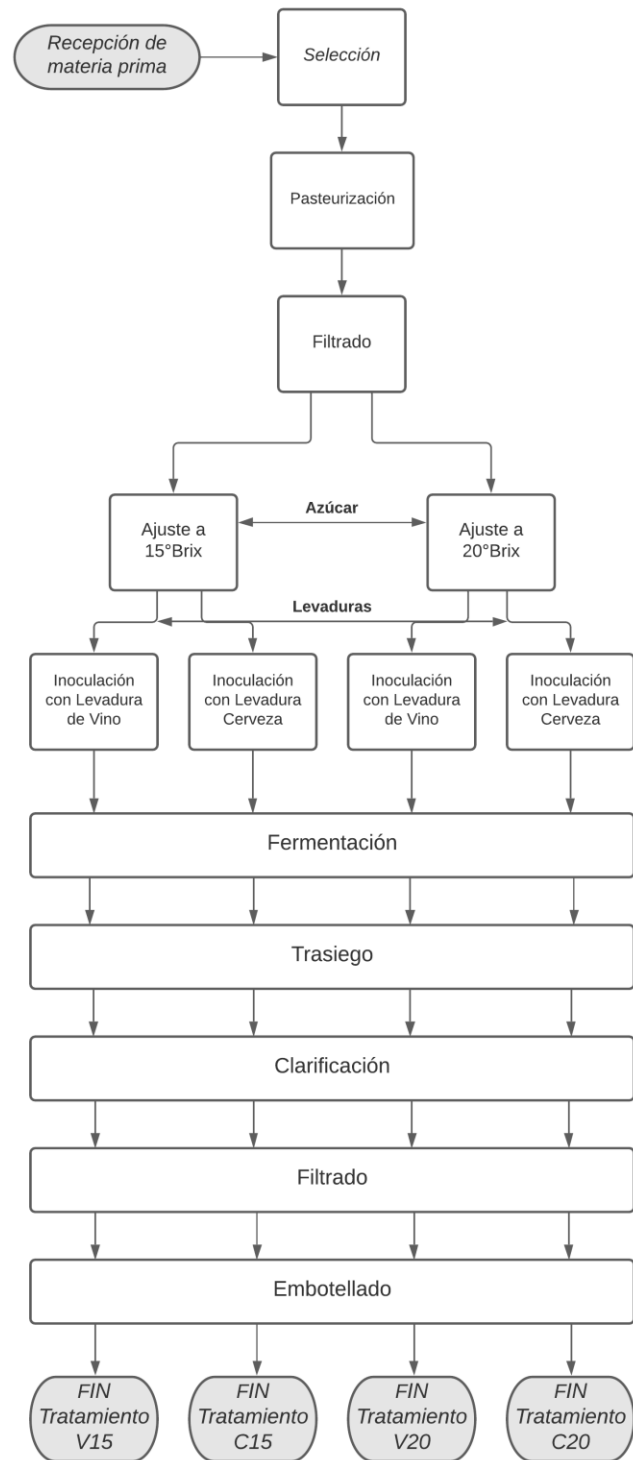 Recepción de
materia prima
Selección
Pasteurización
Filtrado
Azúcar
Ajuste a
15°Brix
Ajuste a
20°Brix
Levaduras
Inoculación
con Levadura
de Vino
Inoculación
con Levadura
Cerveza
Inoculación
con Levadura
de Vino
Inoculación
con Levadura
Cerveza
Fermentación
Trasiego
Clarificación
Filtrado
Embotellado
FIN
Tratamiento
V15
FIN
Tratamiento
C15
FIN
Tratamiento
V20
FIN
Tratamiento
C20